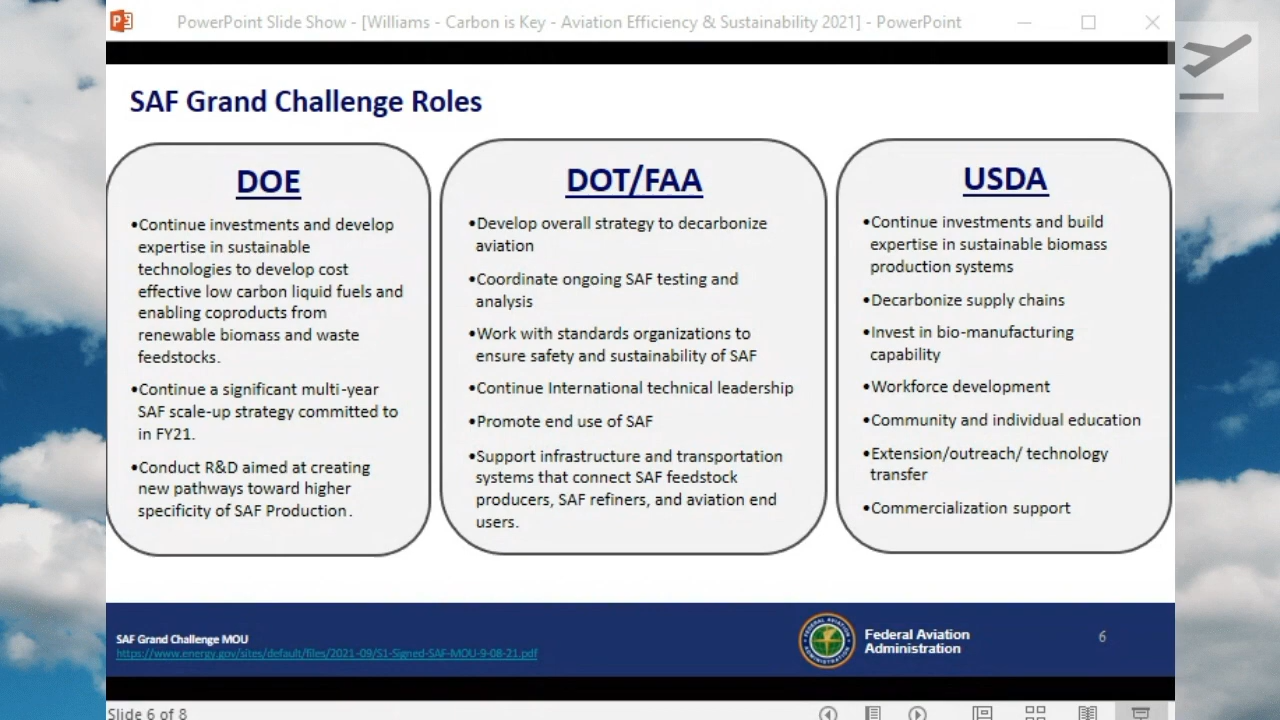 PowerPoint Slide Show - [Williams - Carbon is Key - Aviation Efficiency & Sustainability 2021] - PowerPoint
SAF Grand Challenge Roles
DOE
•Continue investments and develop
expertise in sustainable
technologies to develop cost
effective low carbon liquid fuels and
enabling coproducts from
renewable biomass and waste
feedstocks.
•Continue a significant multi-year
SAF scale-up strategy committed to
in FY21.
•Conduct R&D aimed at creating
new pathways toward higher
specificity of SAF Production.
DOT/FAA
•Develop overall strategy to decarbonize
aviation
•Coordinate ongoing SAF testing and
analysis
•Work with standards organizations to
ensure safety and sustainability of SAF
•Continue International technical leadership
•Promote end use of SAF
•Support infrastructure and transportation
systems that connect SAF feedstock
producers, SAF refiners, and aviation end
users.
USDA
•Continue investments and build
expertise in sustainable biomass
production systems
•Decarbonize supply chains
•Invest in bio-manufacturing
capability
•Workforce development
•Community and individual education
•Extension/outreach/ technology
transfer
•Commercialization support
SAF Grand Challenge MOU
https://www.energy.gov/sites/default/files/2021-09/S1-Signed-SAF-MOU-9-08-21.pdf
FEDERAL AVIATION
ADMINISTRATION
Federal Aviation
Administration
6
Slide 6 of 8